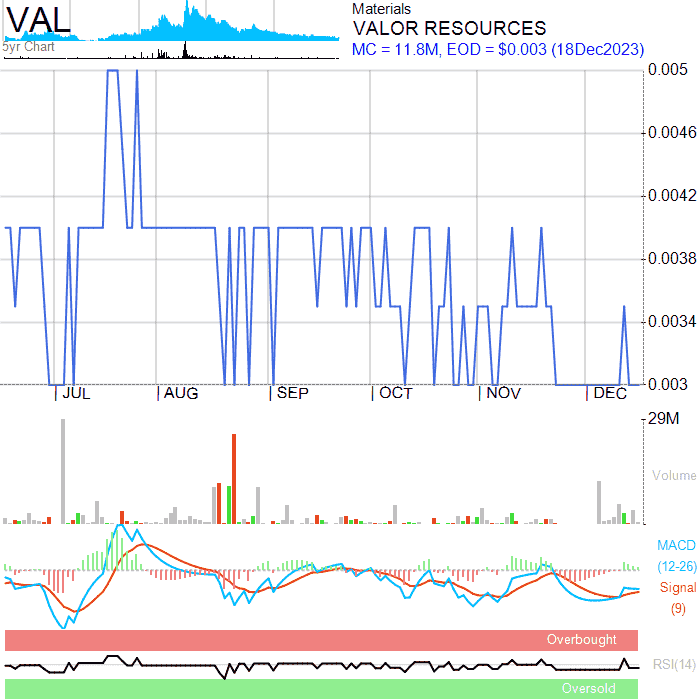 VAL
5yr Chart
Materials
VALOR RESOURCES
MC = 11.8M, EOD = $0.003 (18Dec2023)
0.005
0.0046
0.0042
0.0038
0.0034
0.003
JUL AUG SEP OCT NOV DEC
29M
Volume
MACD
(12-26)
Signal
(9)
Overbought
RSI(14)
Oversold